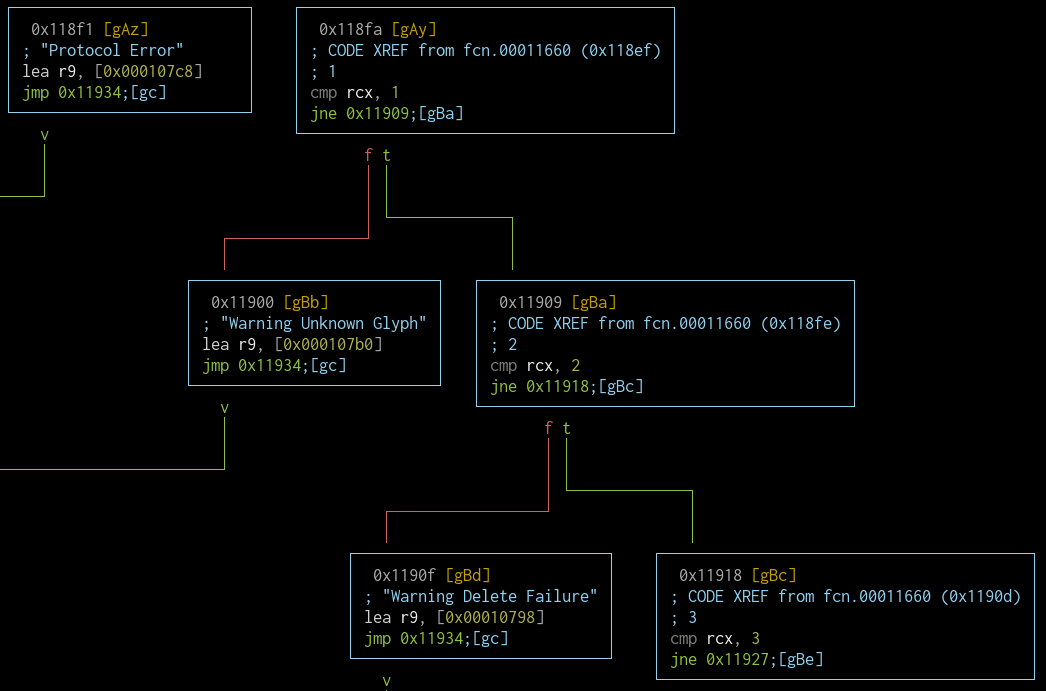 0x118f1 [gAz]
; "Protocol Error"
lea r9, [0x000107c8]
jmp 0x11934;[gc]
v
0x118fa [gAy]
; CODE XREF from fcn.00011660 (0x118ef)
; 1
cmp rcx, 1
jne 0x11909;[gBa]
f t
0x11900 [gBb]
; "Warning Unknown Glyph"
lea r9, [0x000107b0]
jmp 0x11934;[gc]
v
0x11909 [gBa]
; CODE XREF from fcn.00011660 (0x118fe)
; 2
cmp rcx, 2
jne 0x11918;[gBc]
f t
0x1190f [gBd]
; "Warning Delete Failure"
lea r9, [0x00010798]
jmp 0x11934;[gc]
v
0x11918 [gBc]
; CODE XREF from fcn.00011660 (0x1190d)
; 3
cmp rcx, 3
jne 0x11927;[gBe]